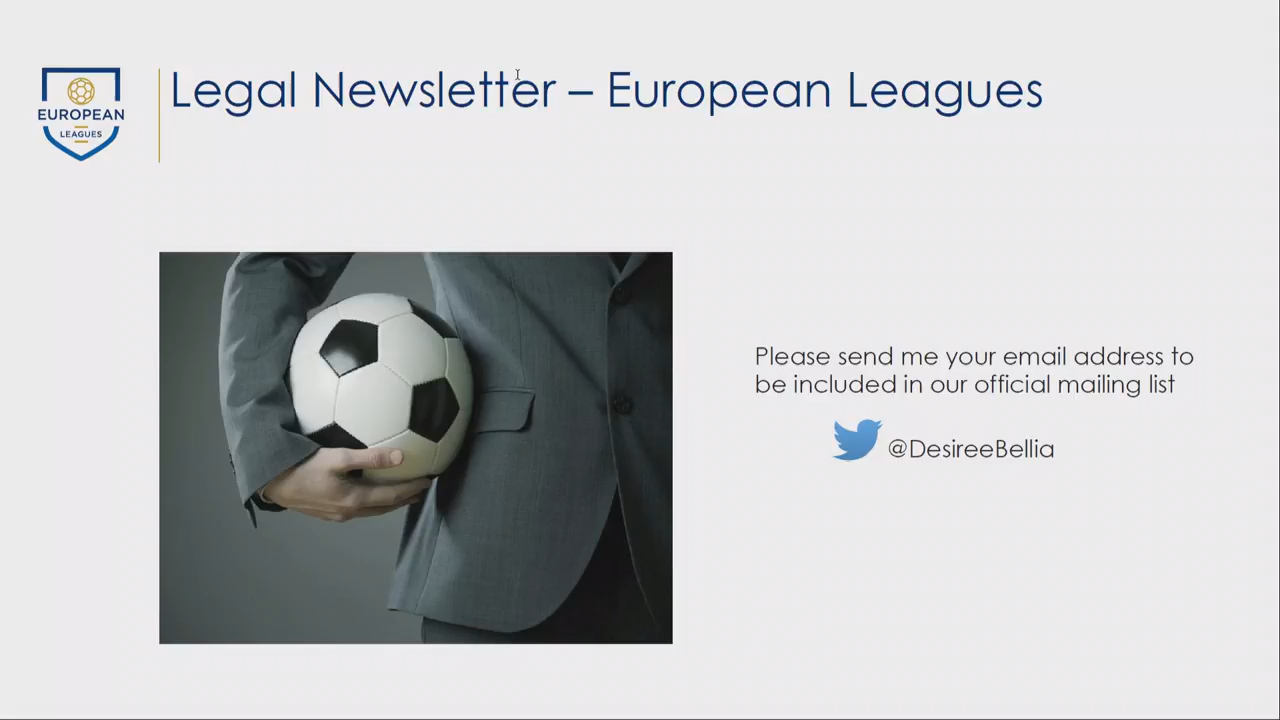 Legal Newsletter – European Leagues
EUROPEAN
LEAGUES
Please send me your email address to
be included in our official mailing list
@DesireeBellia